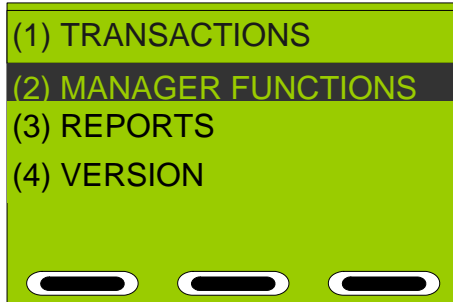 (1) TRANSACTIONS
(2) MANAGER FUNCTIONS
(3) REPORTS
(4) VERSION